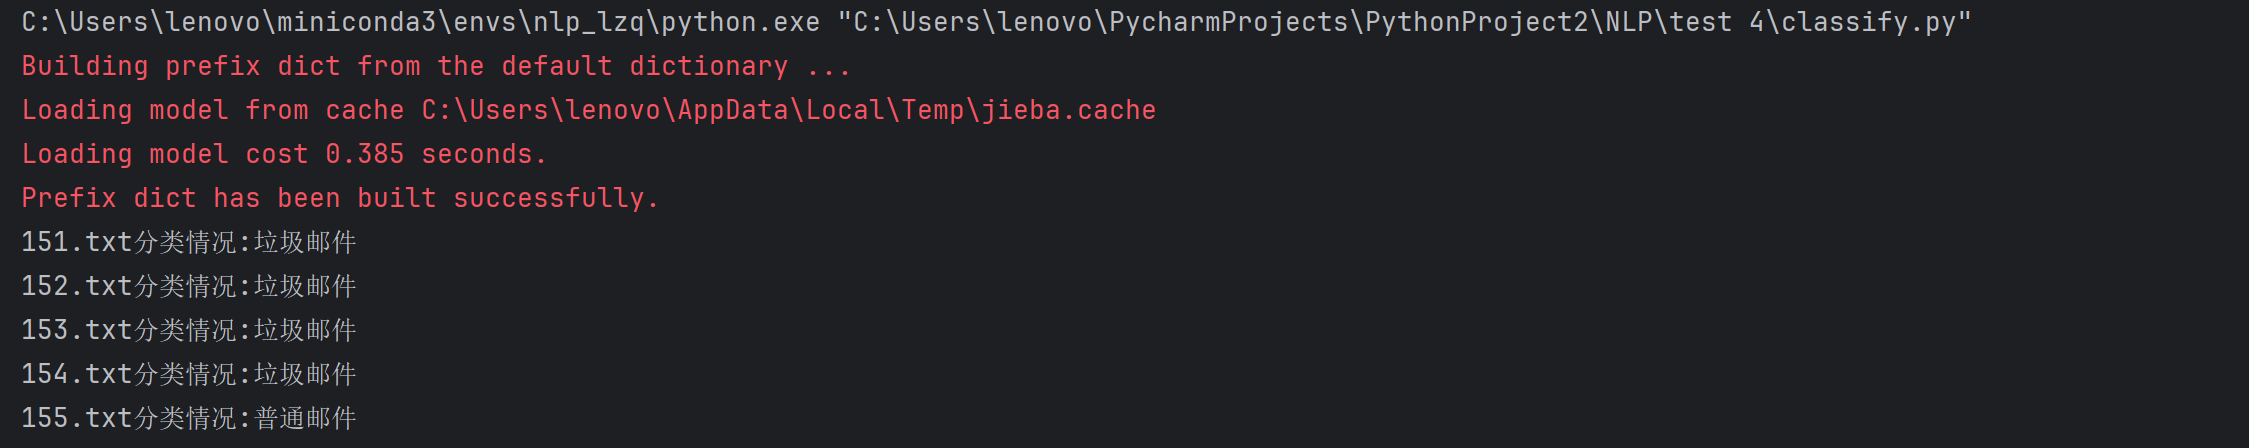 C:\Users\lenovo\miniconda3\envs\nlp_lzq\python.exe "C:\Users\lenovo\PycharmProjects\PythonProject2\NLP\test 4\classify.py"
Building prefix dict from the default dictionary ...
Loading model from cache C:\Users\lenovo\AppData\Local\Temp\jieba.cache
Loading model cost 0.385 seconds.
Prefix dict has been built successfully.
151.txt分类情况:垃圾邮件
152.txt分类情况:垃圾邮件
153.txt分类情况:垃圾邮件
154.txt分类情况:垃圾邮件
155.txt分类情况:普通邮件